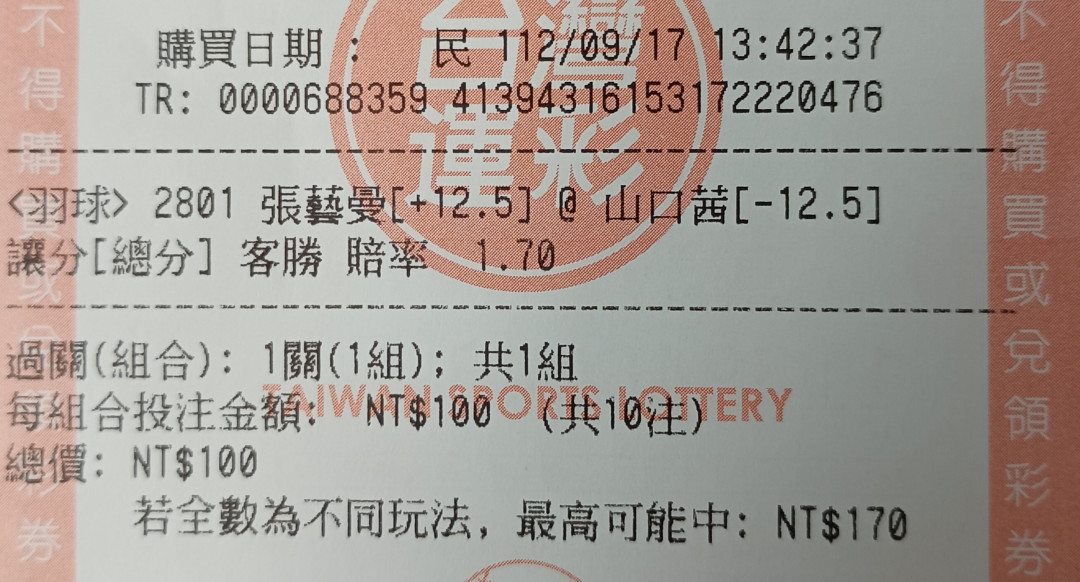 購買日期： 民 112/09/17 13:42:37
TR: 0000688359 41394316153172220476
<羽球> 2801 張藝曼[+12.5] @ 山口茜[-12.5]
讓分[總分] 客勝 賠率 1.70
過關(組合): 1關(1組); 共1組
每組合投注金額: NT$100 (共10注)
總價: NT$100
若全數為不同玩法, 最高可能中: NT$170
台灣
運彩
TAIWAN SPORTS LOTTERY
不得購買或兌領彩券
不得購買或兌領彩券